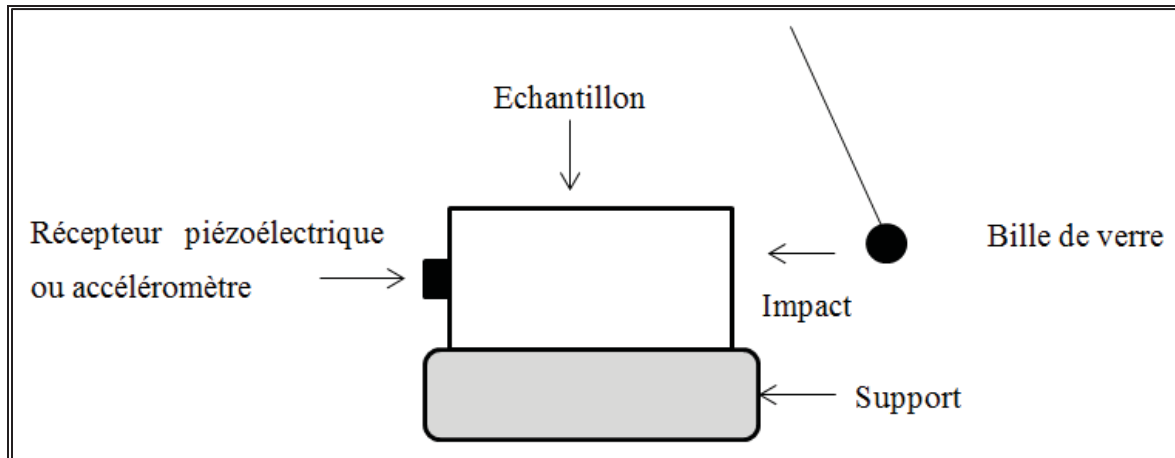 Echantillon
Récepteur piézoélectrique
ou accéléromètre
Bille de verre
Impact
Support